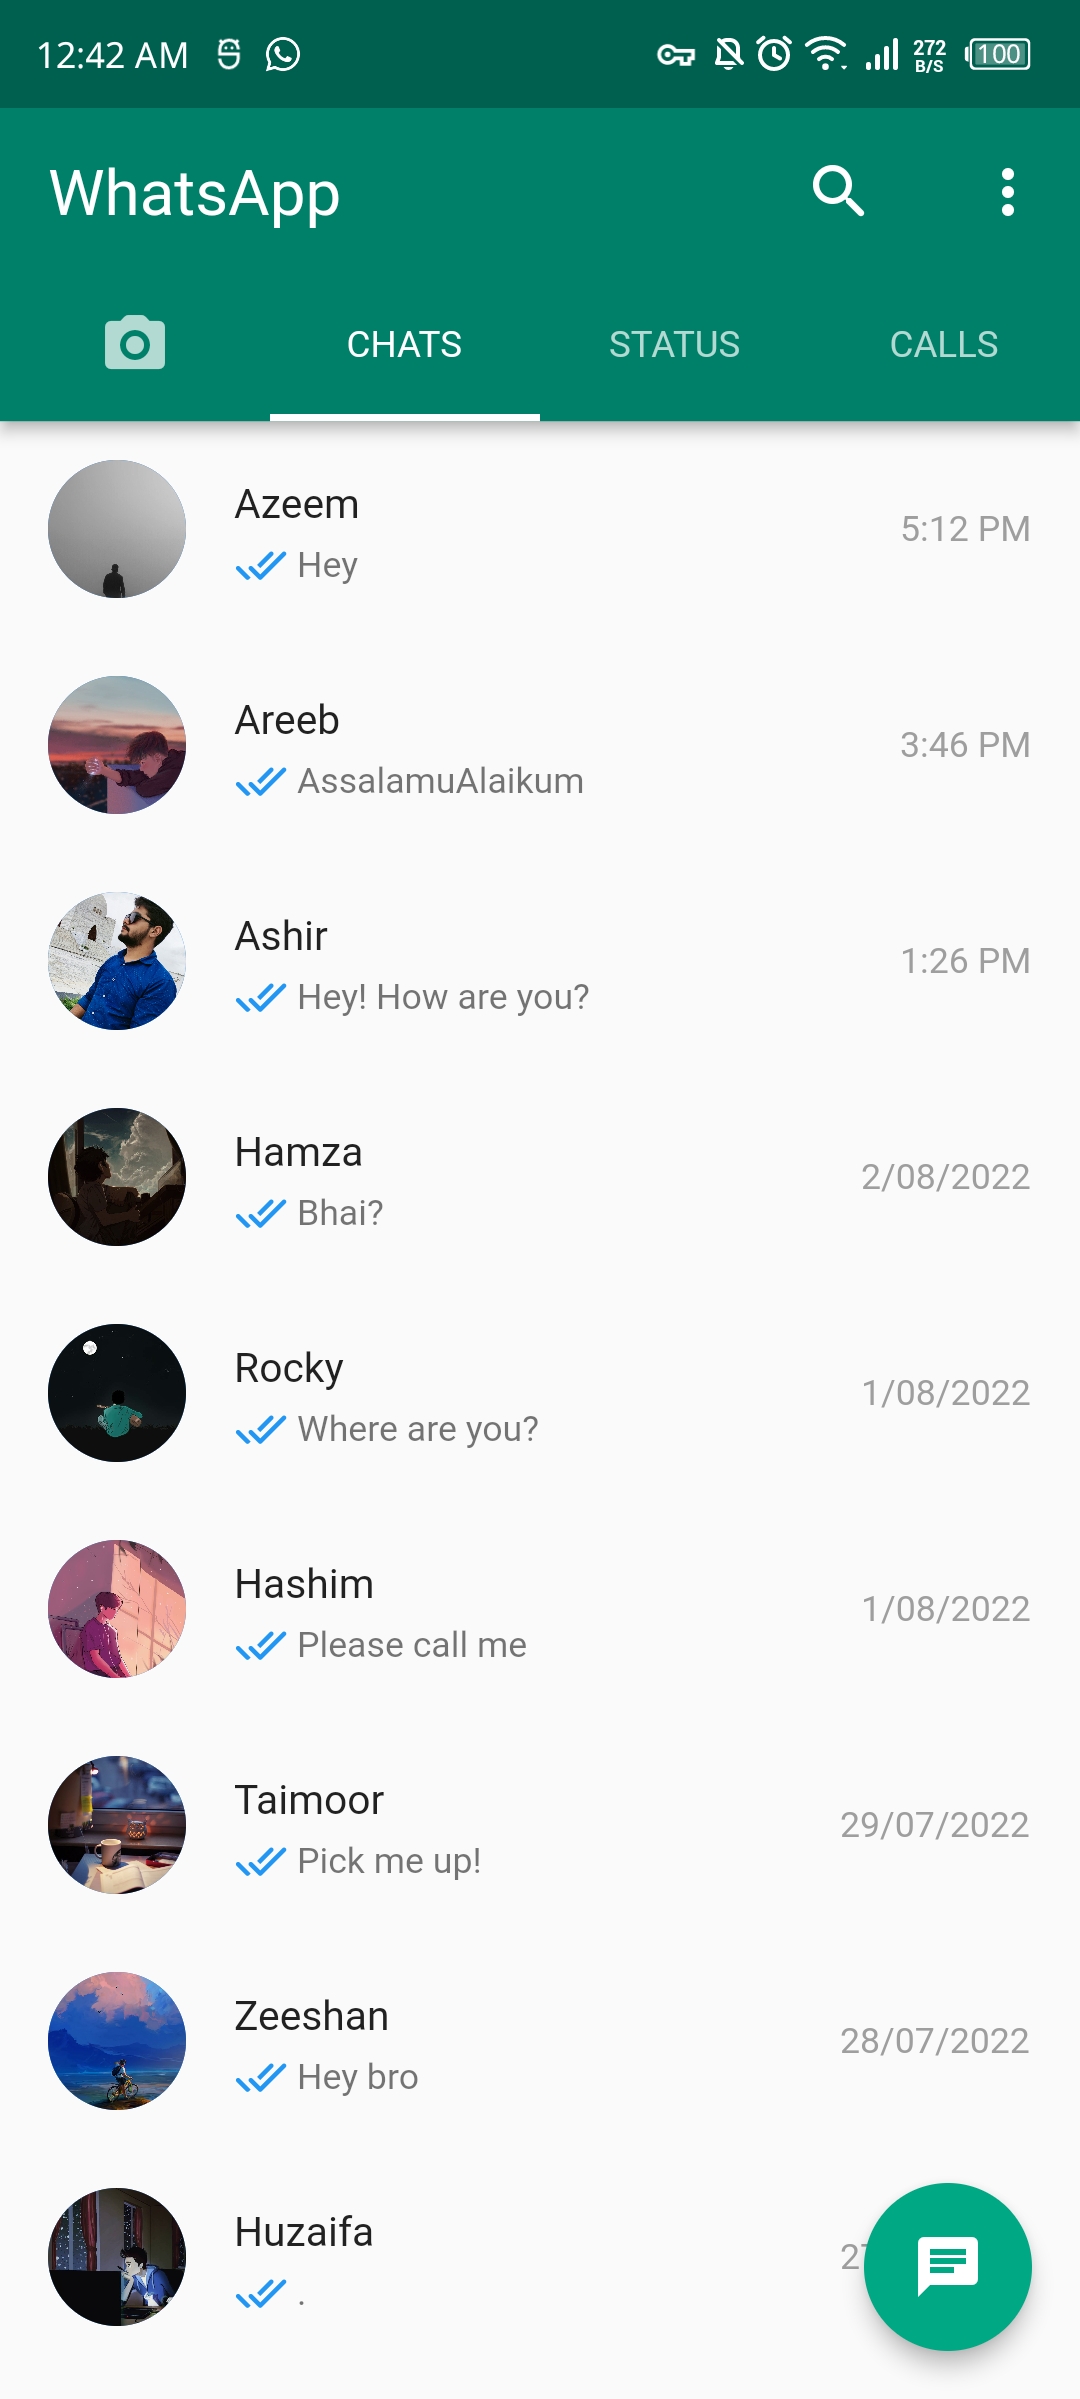 12:42 AM 272 B/S 100
WhatsApp
CHATS STATUS CALLS
Azeem
5:12 PM
Hey
Areeb
3:46 PM
AssalamuAlaikum
Ashir
1:26 PM
Hey! How are you?
Hamza
2/08/2022
Bhai?
Rocky
1/08/2022
Where are you?
Hashim
1/08/2022
Please call me
Taimoor
29/07/2022
Pick me up!
Zeeshan
28/07/2022
Hey bro
Huzaifa
.